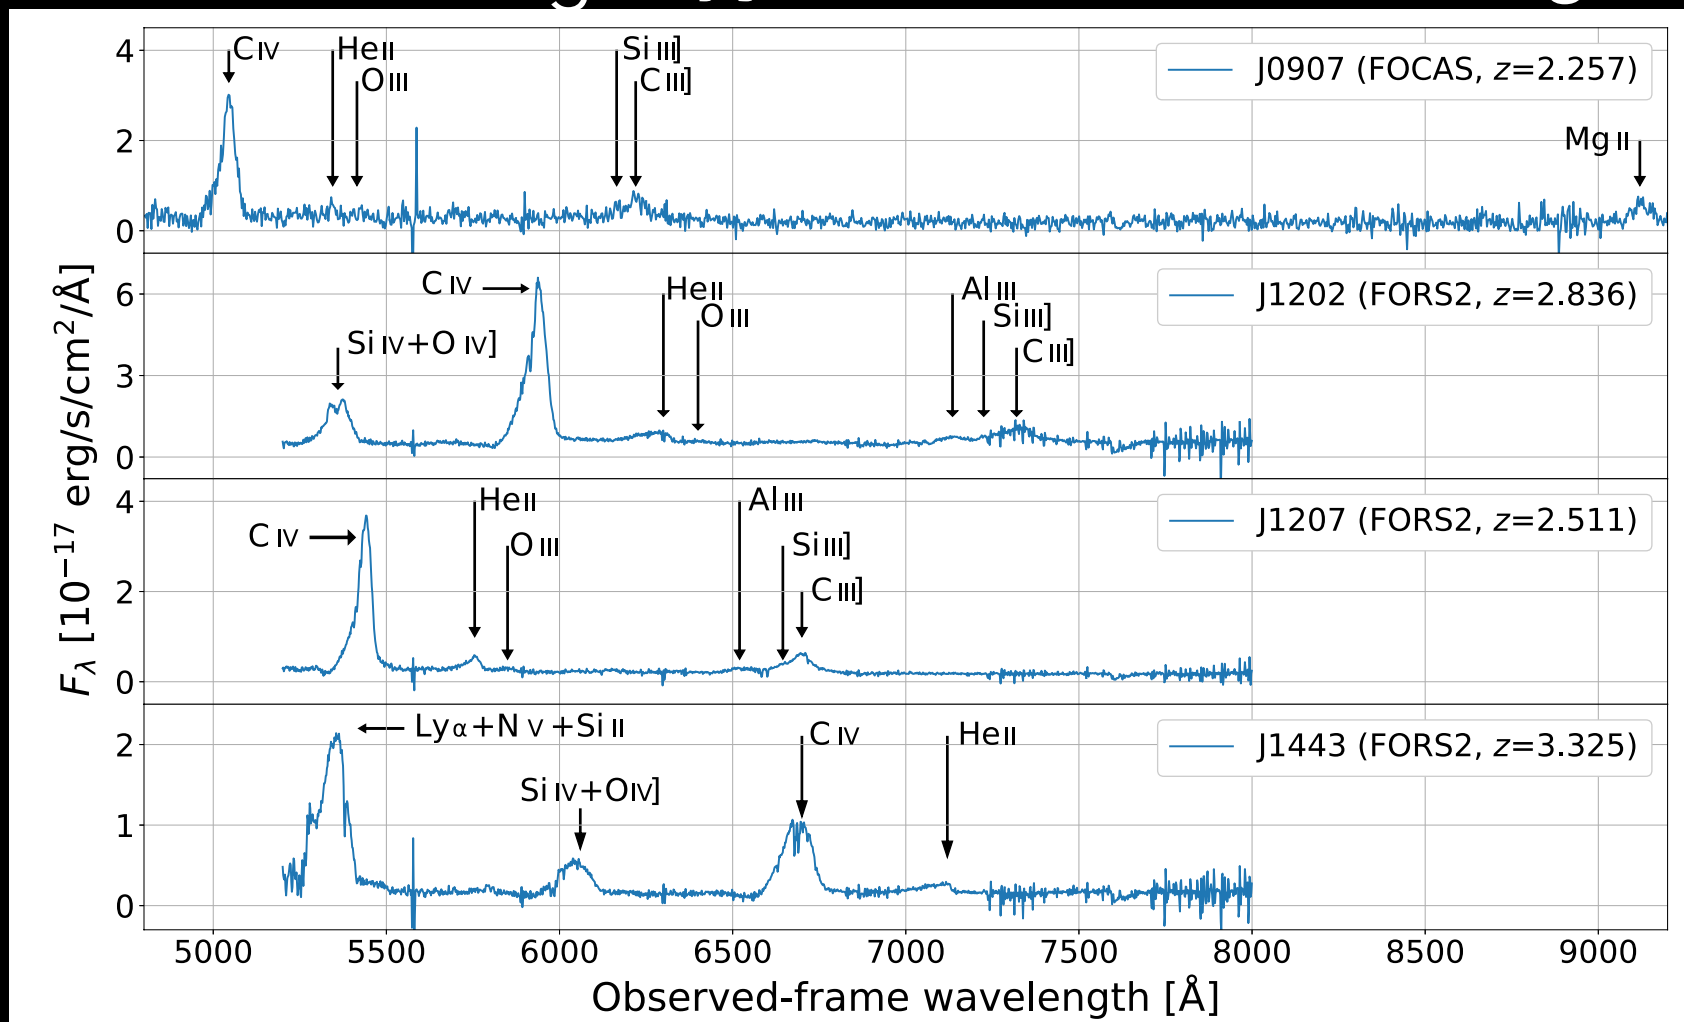 C IV
He II
O III
Si III]
C III]
Mg II
J0907 (FOCAS, z=2.257)
4
2
0
C IV
Si IV+O IV]
He II
O III
Al III
Si III]
C III]
J1202 (FORS2, z=2.836)
6
3
0
C IV
He II
O III
Al III
Si III]
C III]
J1207 (FORS2, z=2.511)
4
2
0
Lyα+N V+Si II
Si IV+O IV]
C IV
He II
J1443 (FORS2, z=3.325)
2
1
0
Fλ [10−17 erg/s/cm2/Å]
5000 5500 6000 6500 7000 7500 8000 8500 9000
Observed-frame wavelength [Å]